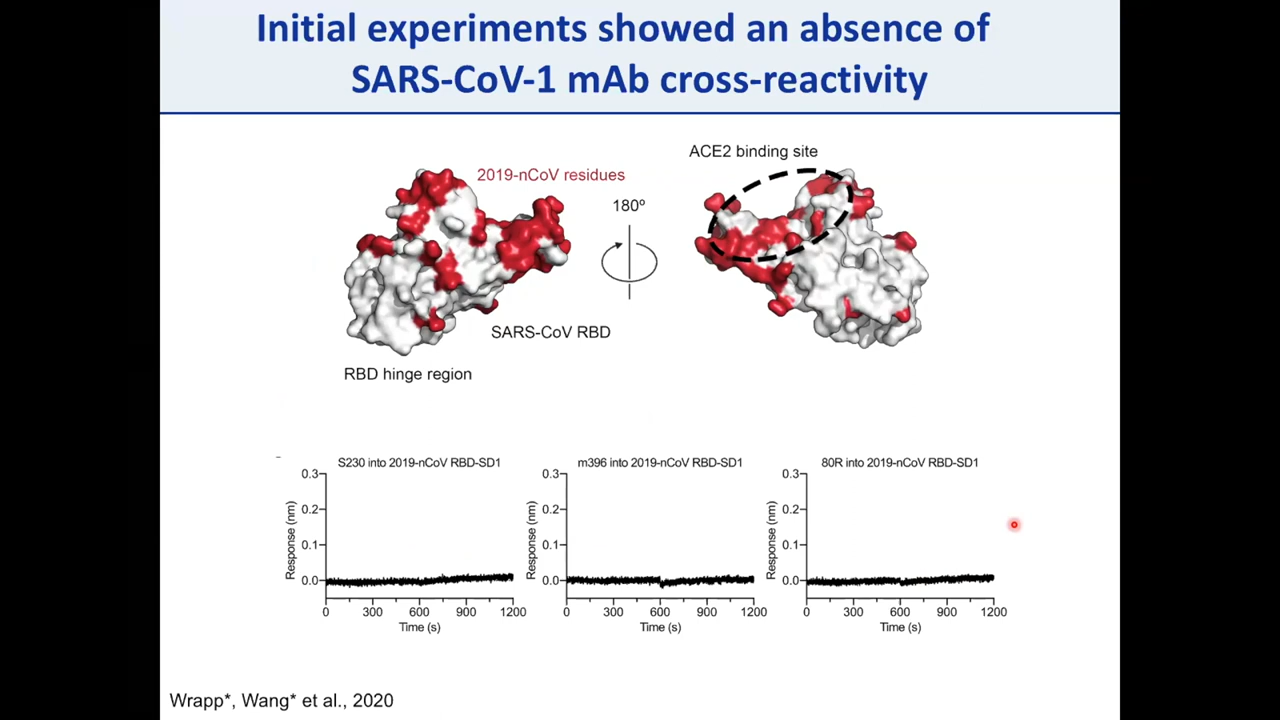 Initial experiments showed an absence of
SARS-CoV-1 mAb cross-reactivity
ACE2 binding site
2019-nCoV residues
180º
SARS-CoV RBD
RBD hinge region
S230 into 2019-nCoV RBD-SD1
0.3
0.2
0.1
0.0
Response (nm)
0 300 600 900 1200
Time (s)
m396 into 2019-nCoV RBD-SD1
0.3
0.2
0.1
0.0
Response (nm)
0 300 600 900 1200
Time (s)
80R into 2019-nCoV RBD-SD1
0.3
0.2
0.1
0.0
Response (nm)
0 300 600 900 1200
Time (s)
Wrapp*, Wang* et al., 2020